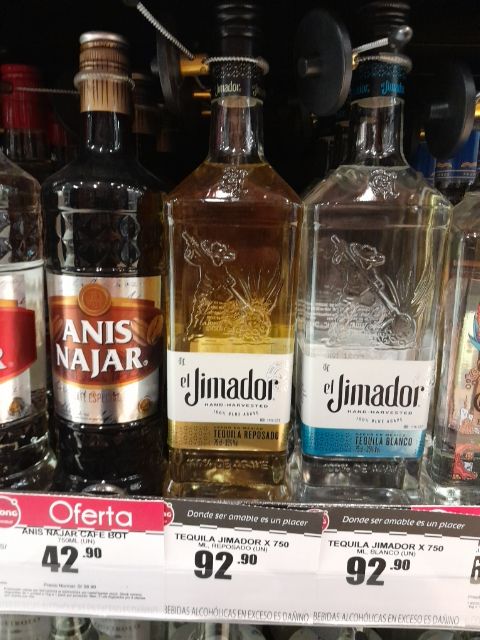 Jimador.
Jimador.
ANIS
NAJAR.
el Jimador
HAND-HARVESTED
100% BLUE AGAVE
TEQUILA REPOSADO
el Jimador
HAND-HARVESTED
TEQUILA BLANCO
Oferta
ANIS NAJAR CAFE BOT
750ML (UN)
S/
42.90
Donde ser amable es un placer
TEQUILA JIMADOR X 750
ML, REPOSADO (UN)
92.90
Donde ser amable es un placer
TEQUILA JIMADOR X 750
ML, BLANCO (UN)
92.90
BEBIDAS ALCOHÓLICAS EN EXCESO ES DAÑINO
BEBIDAS ALCOHÓLICAS EN EXCESO ES DAÑINO